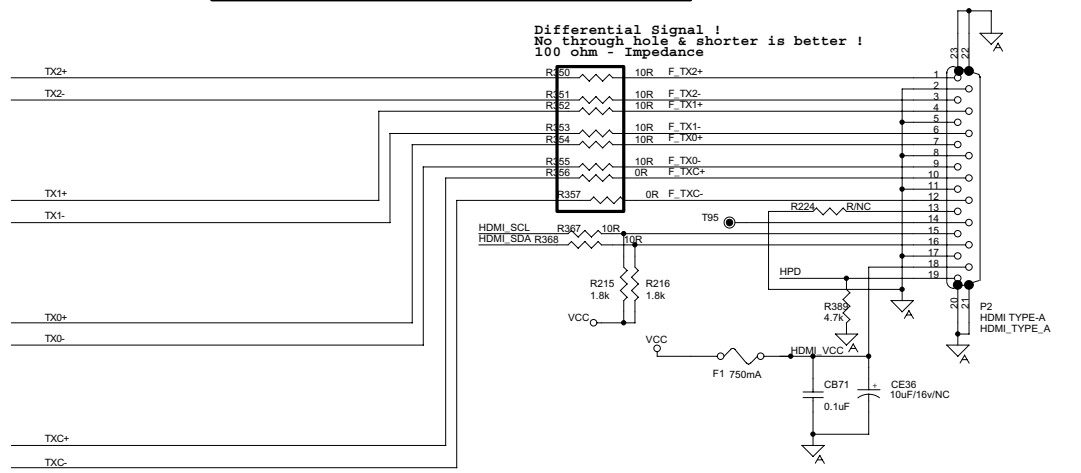 Differential Signal !
No through hole & shorter is better !
100 ohm - Impedance
TX2+ R350 10R F_TX2+ 1
2
TX2- R351 10R F_TX2- 3
R352 10R F_TX1+ 4
5
R353 10R F_TX1- 6
R354 10R F_TX0+ 7
8
R355 10R F_TX0- 9
R356 0R F_TXC+ 10
11
TX1+ R357 0R F_TXC- 12
R224 R/NC 13
TX1- T95 14
HDMI_SCL R367 10R 15
HDMI_SDA R368 10R 16
17
18
HPD 19
23
22
20
21
A
R215 R216
1.8k 1.8k
VCC
R389
4.7k
A
A
P2
HDMI TYPE-A
HDMI_TYPE_A
TX0+
TX0-
VCC
HDMI_VCC
A
F1 750mA
CB71
0.1uF
+
CE36
10uF/16v/NC
A
TXC+
TXC-